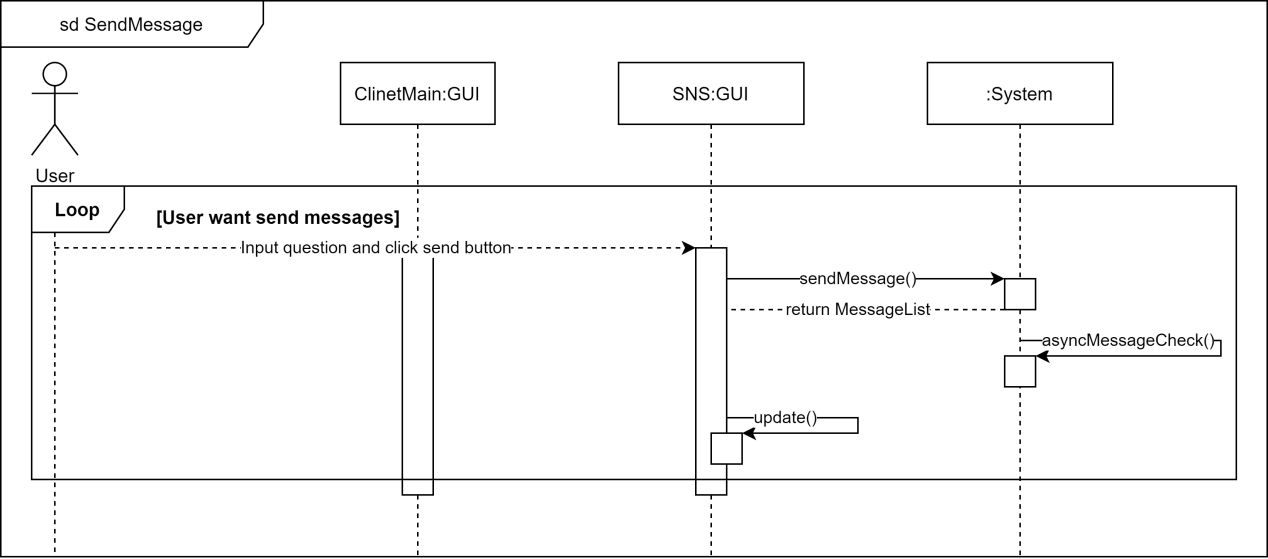 sd SendMessage
ClinetMain:GUI
SNS:GUI
:System
User
Loop
[User want send messages]
Input question and click send button
sendMessage()
return MessageList
asyncMessageCheck()
update()